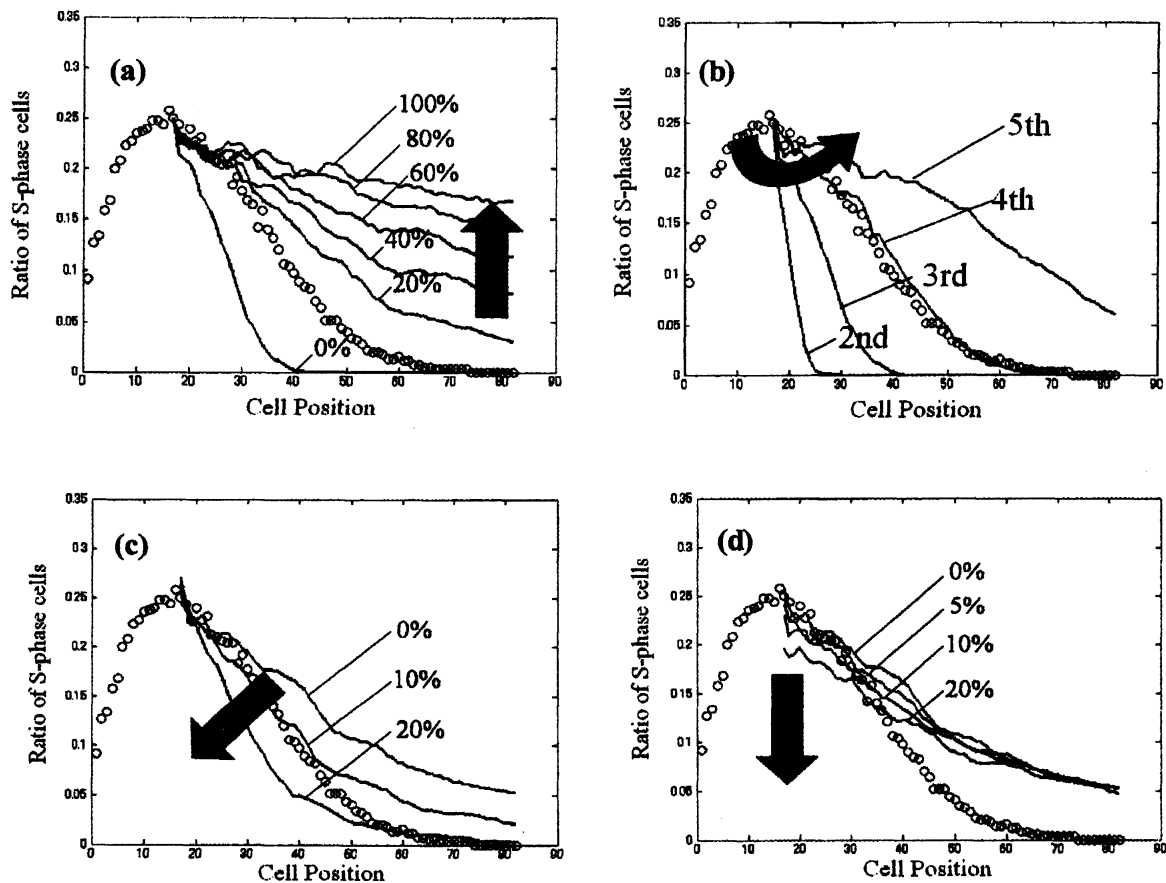 (a)
Ratio of S-phase cells
0.35
0.3
0.25
0.2
0.15
0.1
0.05
0
100%
80%
60%
40%
20%
0%
0 10 20 30 40 50 60 70 80 90
Cell Position
(b)
Ratio of S-phase cells
0.35
0.3
0.25
0.2
0.15
0.1
0.05
0
5th
4th
3rd
2nd
0 10 20 30 40 50 60 70 80 90
Cell Position
(c)
Ratio of S-phase cells
0.35
0.3
0.25
0.2
0.15
0.1
0.05
0
0%
10%
20%
0 10 20 30 40 50 60 70 80 90
Cell Position
(d)
Ratio of S-phase cells
0.35
0.3
0.25
0.2
0.15
0.1
0.05
0
0%
5%
10%
20%
0 10 20 30 40 50 60 70 80 90
Cell Position